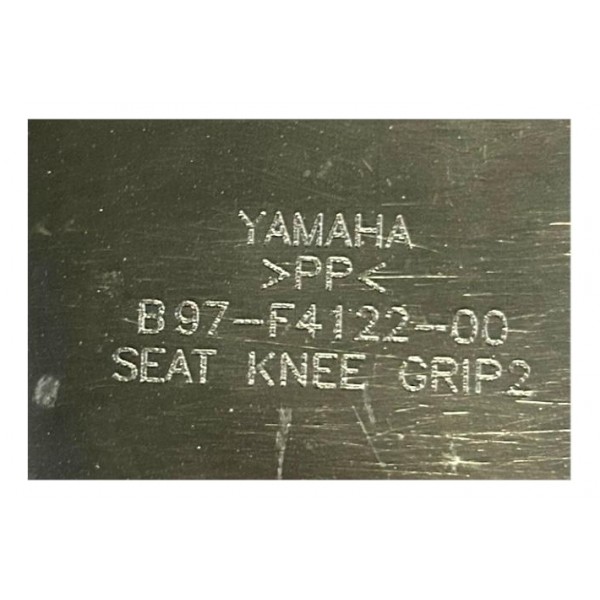 YAMAHA
>PP<
B97-F4122-00
SEAT KNEE GRIP2